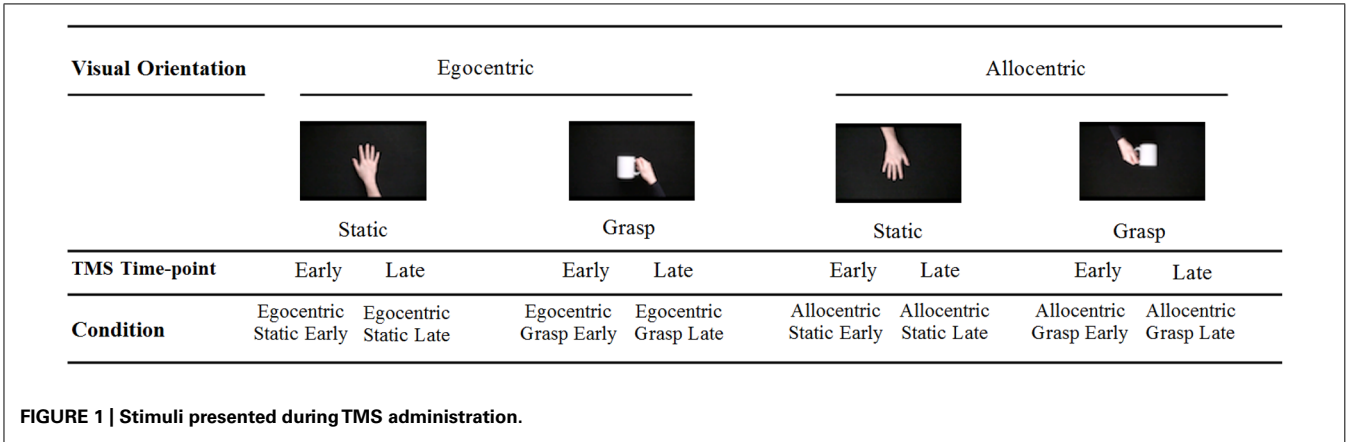 Visual Orientation Egocentric Allocentric
Static Grasp Static Grasp
TMS Time-point Early Late Early Late Early Late Early Late
Egocentric Egocentric Egocentric Egocentric Allocentric Allocentric Allocentric Allocentric
Condition Static Early Static Late Grasp Early Grasp Late Static Early Static Late Grasp Early Grasp Late
FIGURE 1 | Stimuli presented during TMS administration.